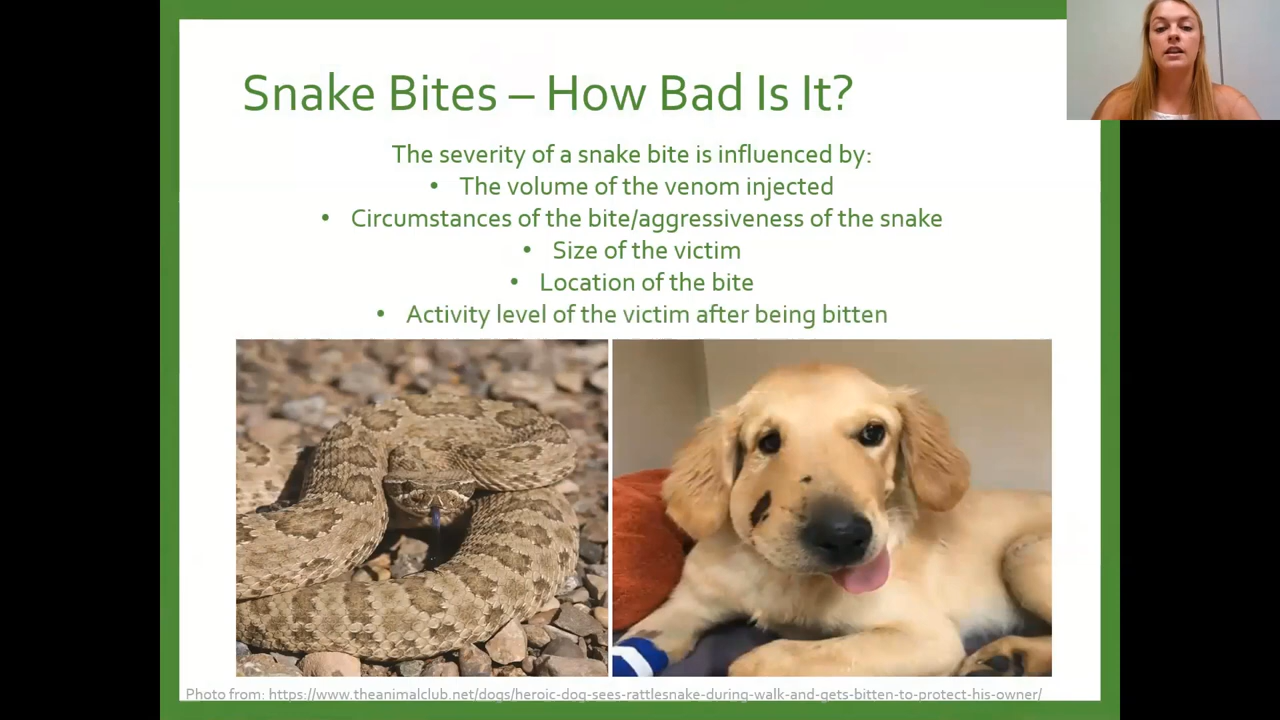 Snake Bites – How Bad Is It?
The severity of a snake bite is influenced by:
• The volume of the venom injected
• Circumstances of the bite/aggressiveness of the snake
• Size of the victim
• Location of the bite
• Activity level of the victim after being bitten
Photo from: https://www.theanimalclub.net/dogs/heroic-dog-sees-rattlesnake-during-walk-and-gets-bitten-to-protect-his-owner/